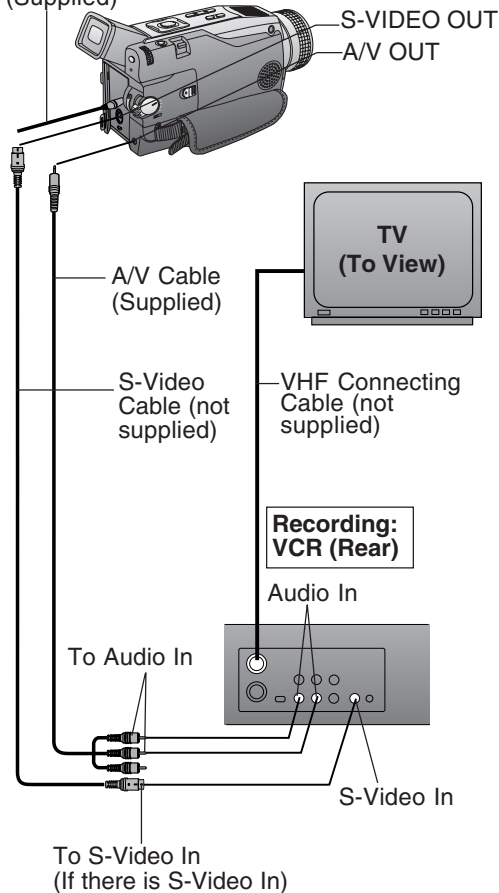 (Supplied)
S-VIDEO OUT
A/V OUT
TV
(To View)
A/V Cable
(Supplied)
S-Video
Cable (not
supplied)
VHF Connecting
Cable (not
supplied)
Recording:
VCR (Rear)
Audio In
To Audio In
S-Video In
To S-Video In
(If there is S-Video In)